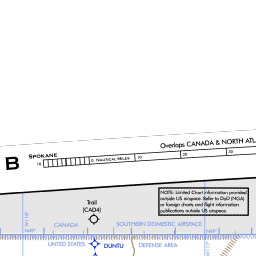 Overlaps CANADA & NORTH ATL
B
SPOKANE
10 0 NAUTICAL MILES 10 20 30
NOTE: Limited Chart information provided
outside US airspace. Refer to DoD (NGA)
or foreign charts and flight information
publications outside US airspace.
Trail
(CAD4)
CANADA
SOUTHERN DOMESTIC AIRSPACE
UNITED STATES
DUNTU
DEFENSE AREA